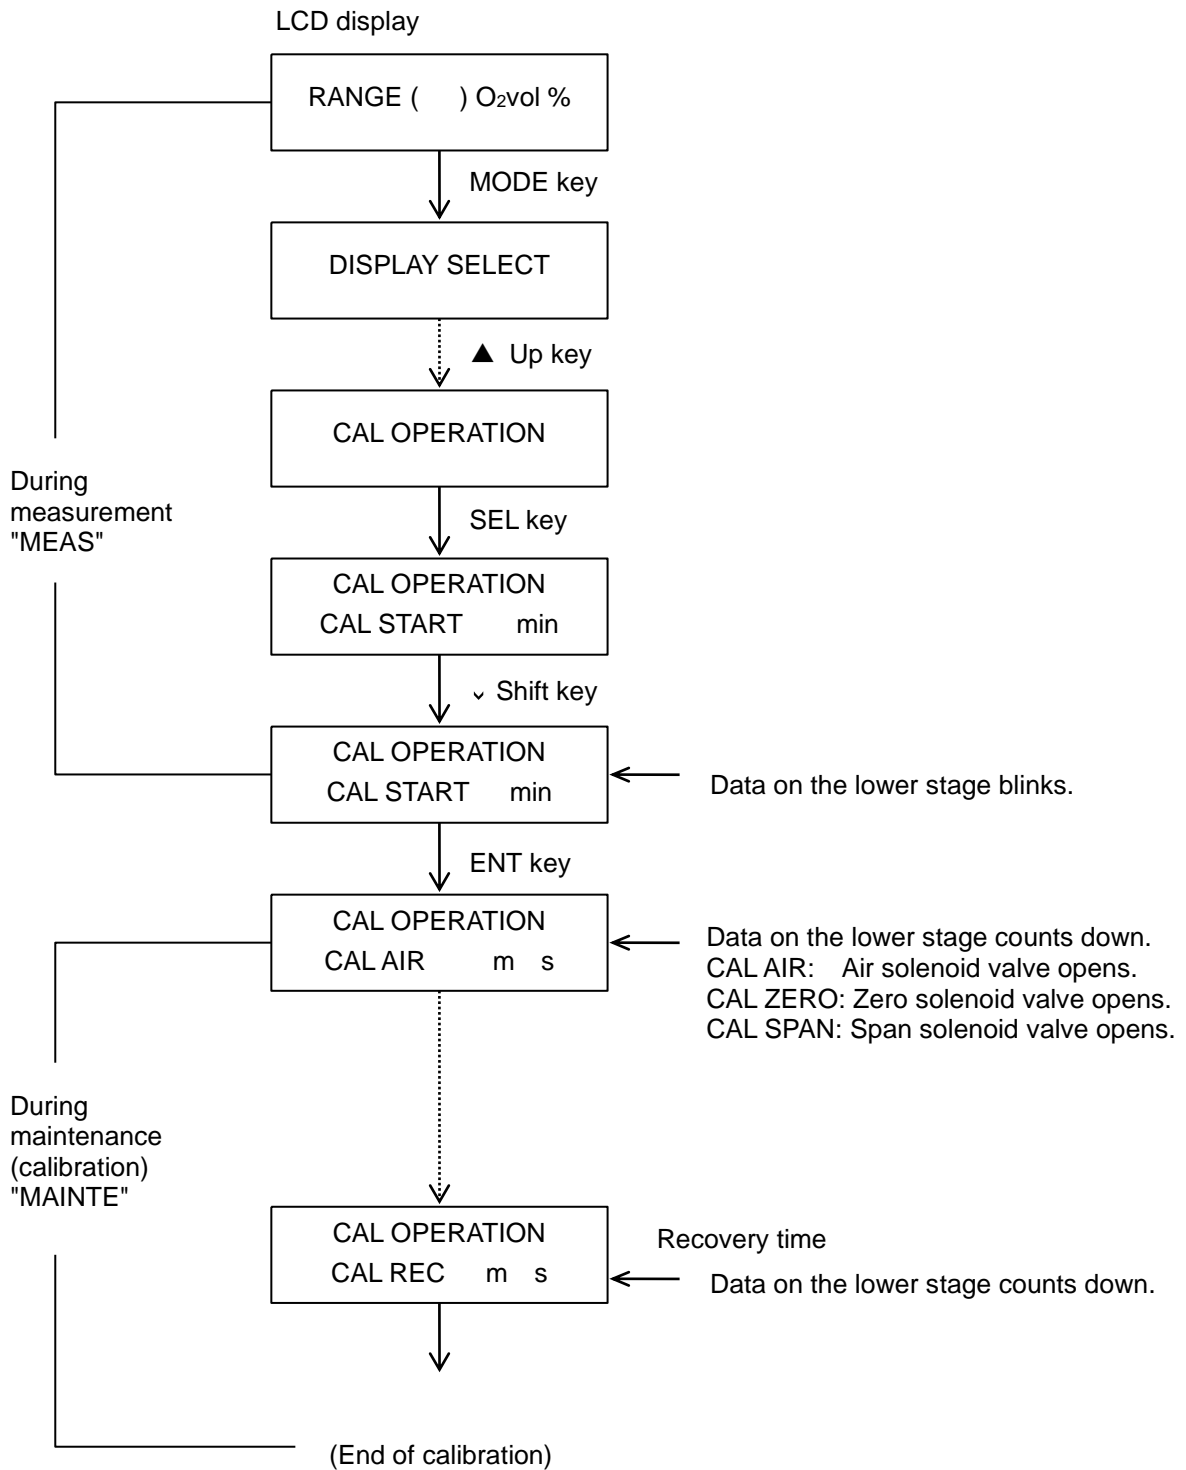 LCD display
RANGE (    ) O₂vol %
MODE key
DISPLAY SELECT
▲ Up key
CAL OPERATION
During
measurement
"MEAS"
SEL key
CAL OPERATION
CAL START    min
⌄ Shift key
CAL OPERATION
CAL START    min
Data on the lower stage blinks.
ENT key
CAL OPERATION
CAL AIR    m  s
Data on the lower stage counts down.
CAL AIR:    Air solenoid valve opens.
CAL ZERO: Zero solenoid valve opens.
CAL SPAN: Span solenoid valve opens.
During
maintenance
(calibration)
"MAINTE"
CAL OPERATION
CAL REC    m  s
Recovery time
Data on the lower stage counts down.
(End of calibration)